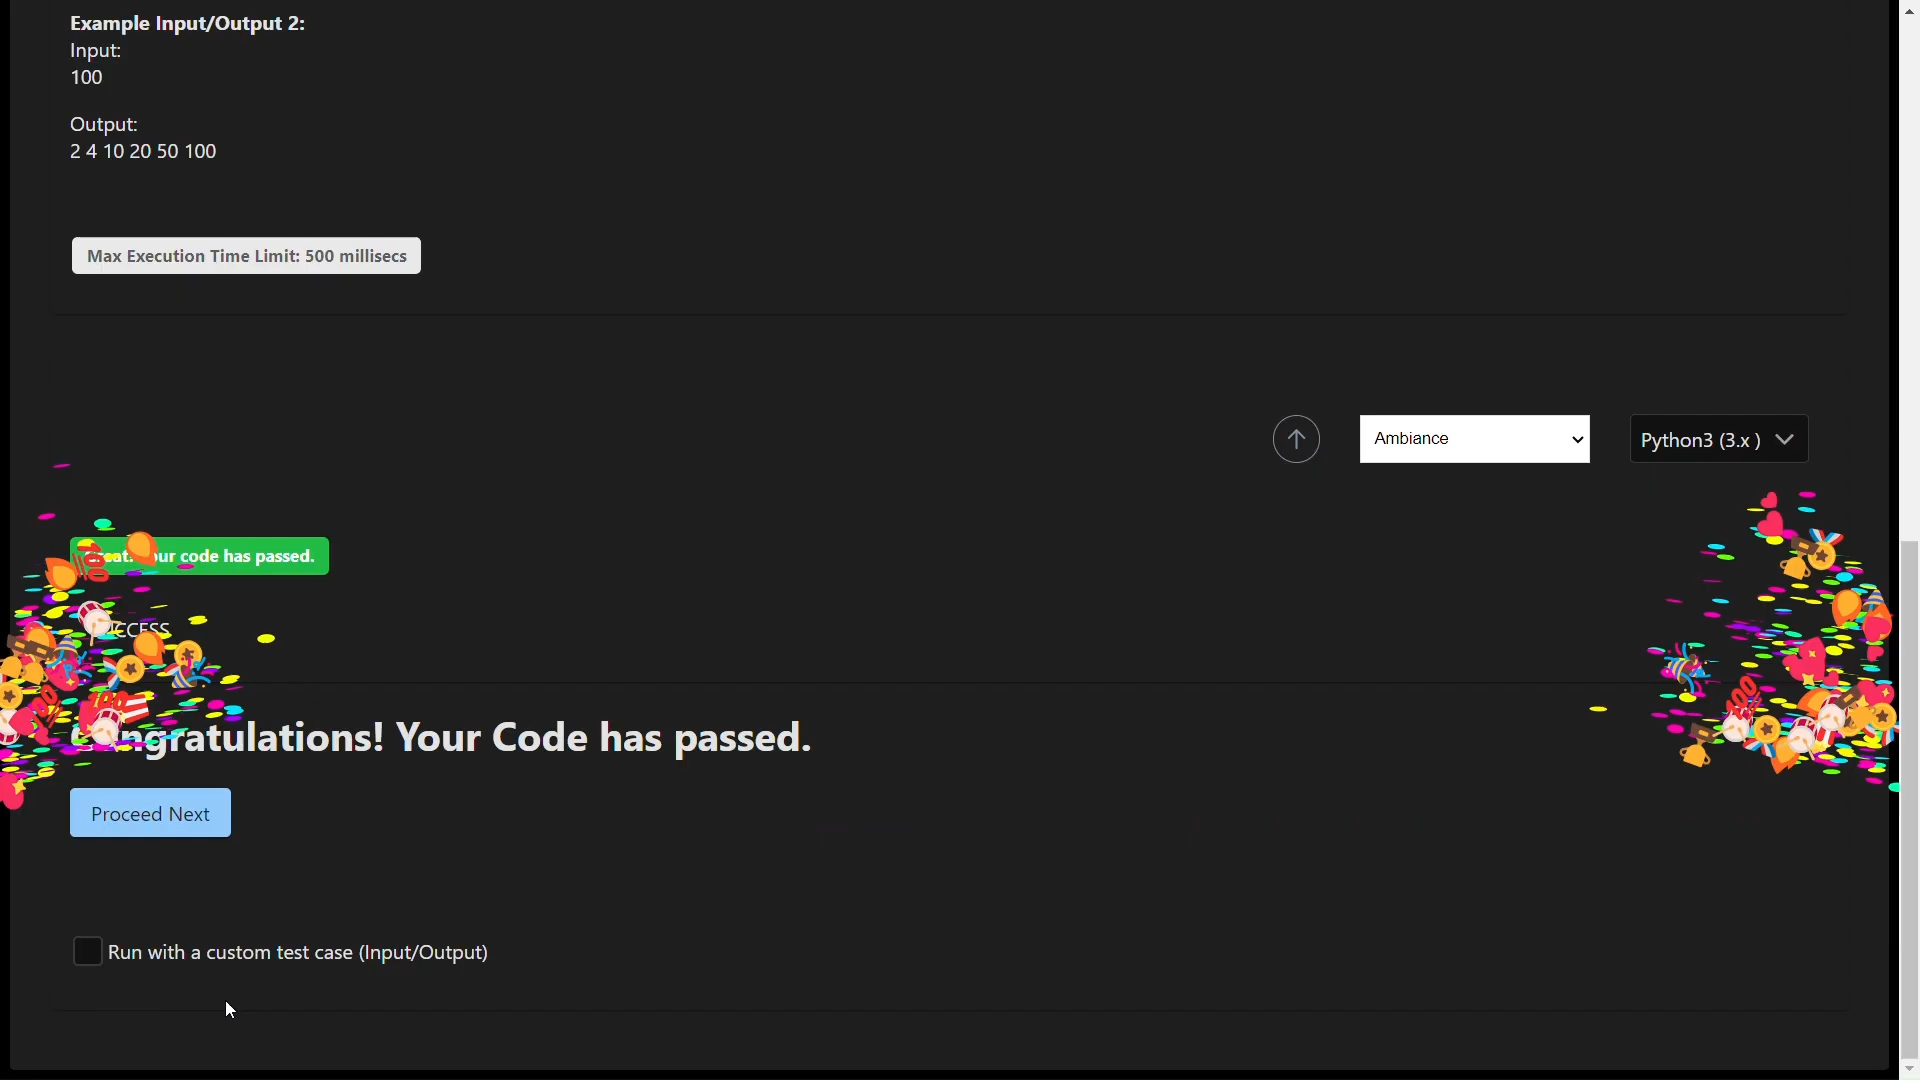 Example Input/Output 2:
Input:
100
Output:
2 4 10 20 50 100
Max Execution Time Limit: 500 millisecs
Ambiance
Python3 (3.x )
code has passed.
Congratulations! Your Code has passed.
Proceed Next
Run with a custom test case (Input/Output)